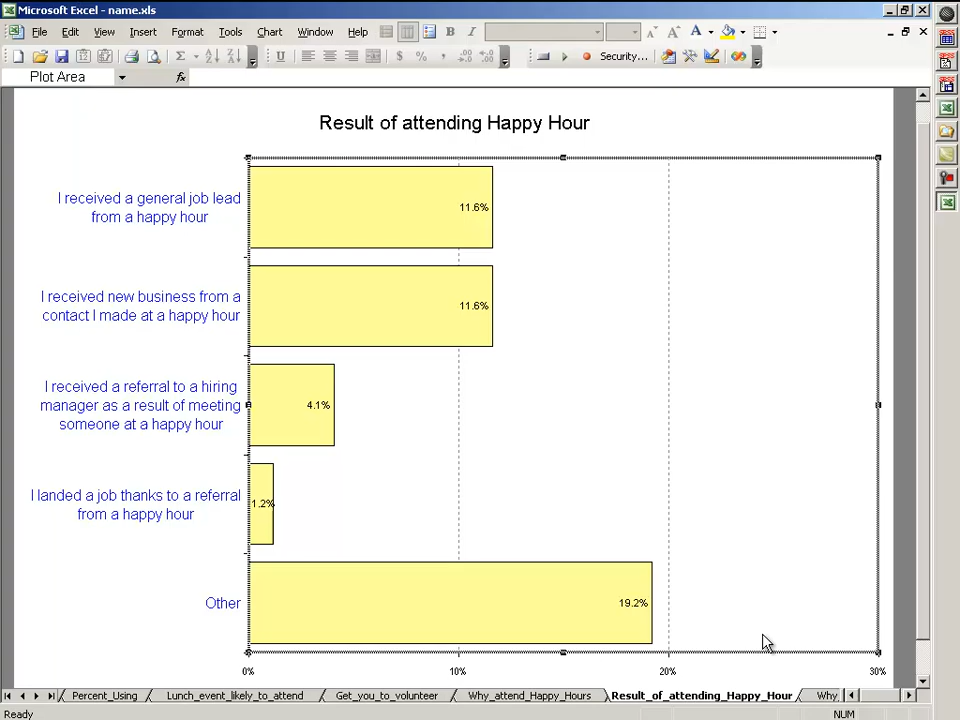 Microsoft Excel - name.xls
File Edit View Insert Format Tools Chart Window Help
Security...
Plot Area
Result of attending Happy Hour
I received a general job lead
from a happy hour
11.6%
I received new business from a
contact I made at a happy hour
11.6%
I received a referral to a hiring
manager as a result of meeting
someone at a happy hour
4.1%
I landed a job thanks to a referral
from a happy hour
1.2%
Other
19.2%
0% 10% 20% 30%
Percent_Using Lunch_event_likely_to_attend Get_you_to_volunteer Why_attend_Happy_Hours Result_of_attending_Happy_Hour Why
Ready NUM